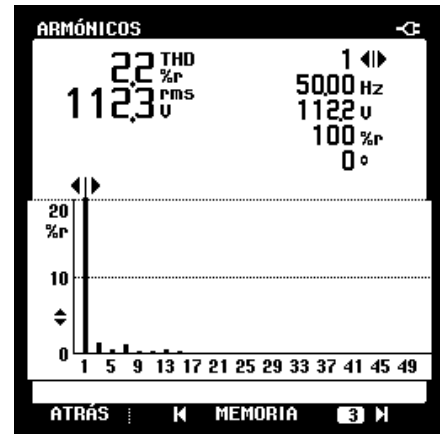 ARMÓNICOS
2,2 THD %r
112,3 rms V
1
50,00 Hz
112,2 V
100 %r
0 °
20
%r
10
0
1 5 9 13 17 21 25 29 33 37 41 45 49
ATRÁS MEMORIA 3